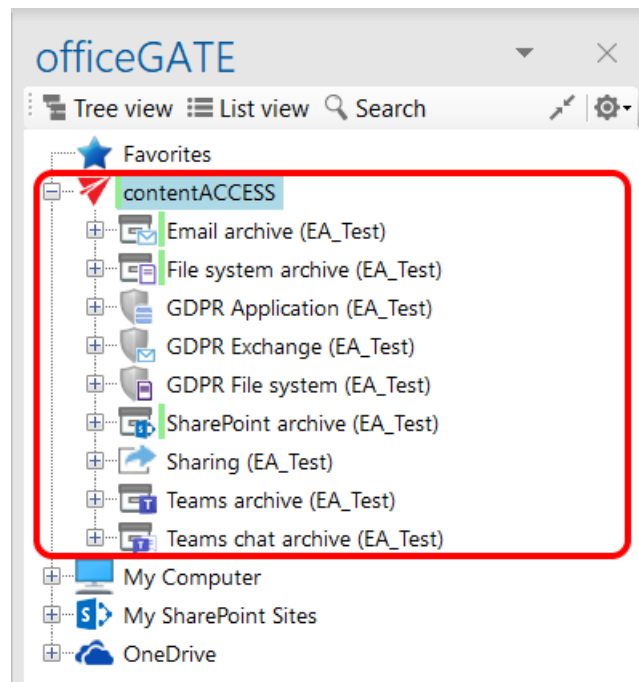 officeGATE
Tree view List view Search
Favorites
contentACCESS
Email archive (EA_Test)
File system archive (EA_Test)
GDPR Application (EA_Test)
GDPR Exchange (EA_Test)
GDPR File system (EA_Test)
SharePoint archive (EA_Test)
Sharing (EA_Test)
Teams archive (EA_Test)
Teams chat archive (EA_Test)
My Computer
My SharePoint Sites
OneDrive